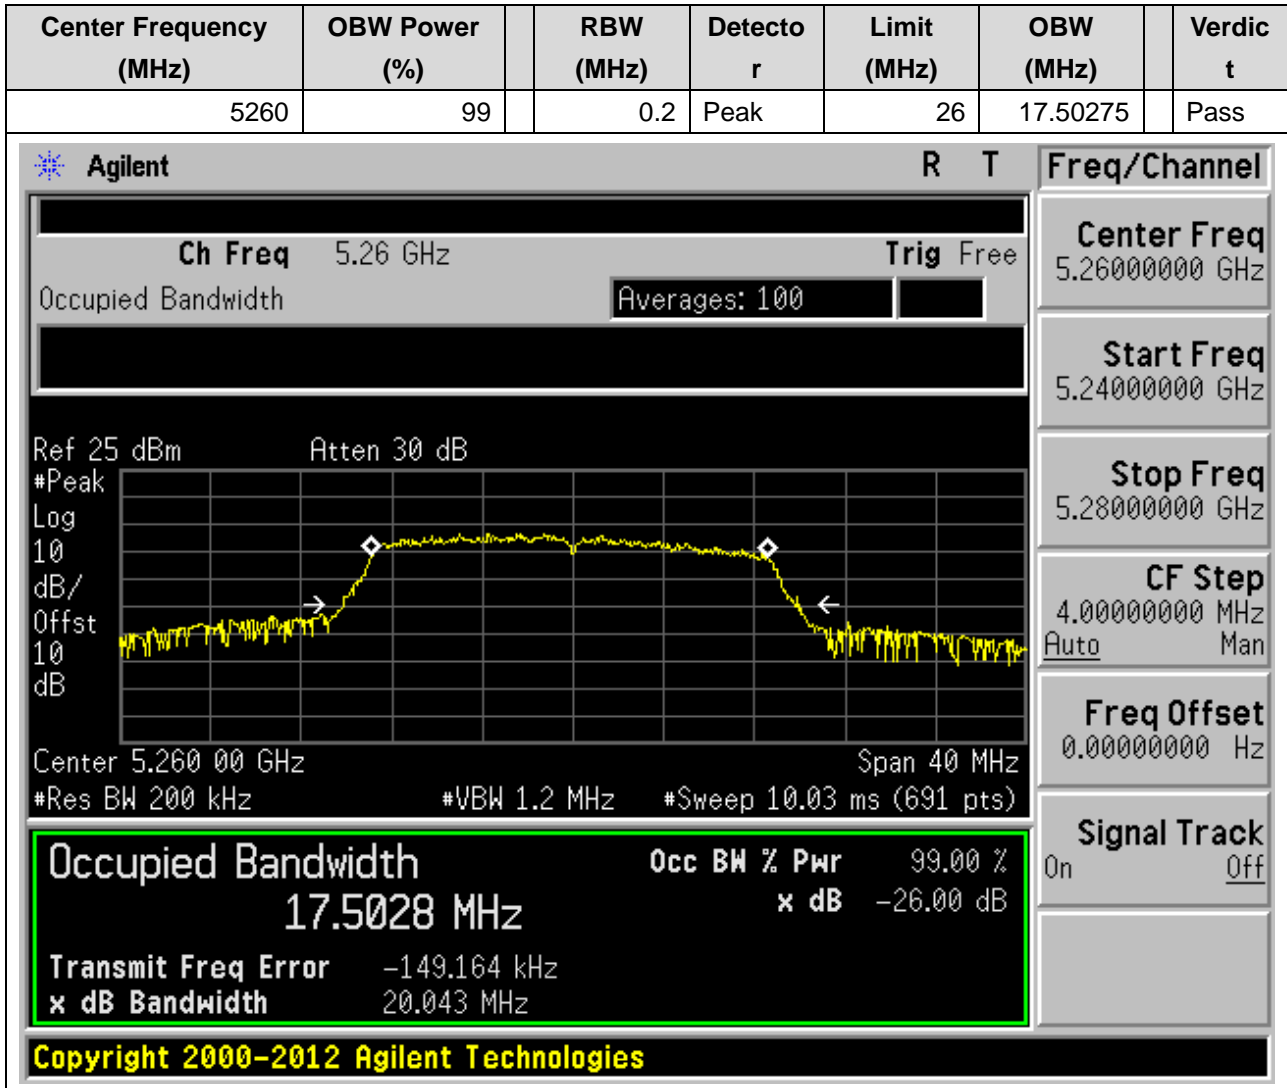 Center Frequency OBW Power RBW Detecto Limit OBW Verdic
(MHz) (%) (MHz) r (MHz) (MHz) t
5260 99 0.2 Peak 26 17.50275 Pass
Agilent R T Freq/Channel
Ch Freq 5.26 GHz Trig Free
Occupied Bandwidth Averages: 100
Center Freq
5.26000000 GHz
Start Freq
5.24000000 GHz
Stop Freq
5.28000000 GHz
CF Step
4.00000000 MHz
Auto Man
Freq Offset
0.00000000 Hz
Signal Track
On Off
Ref 25 dBm Atten 30 dB
#Peak
Log
10
dB/
Offst
10
dB
Center 5.260 00 GHz Span 40 MHz
#Res BW 200 kHz #VBW 1.2 MHz #Sweep 10.03 ms (691 pts)
Occupied Bandwidth Occ BW % Pwr 99.00 %
17.5028 MHz x dB -26.00 dB
Transmit Freq Error -149.164 kHz
x dB Bandwidth 20.043 MHz
Copyright 2000-2012 Agilent Technologies